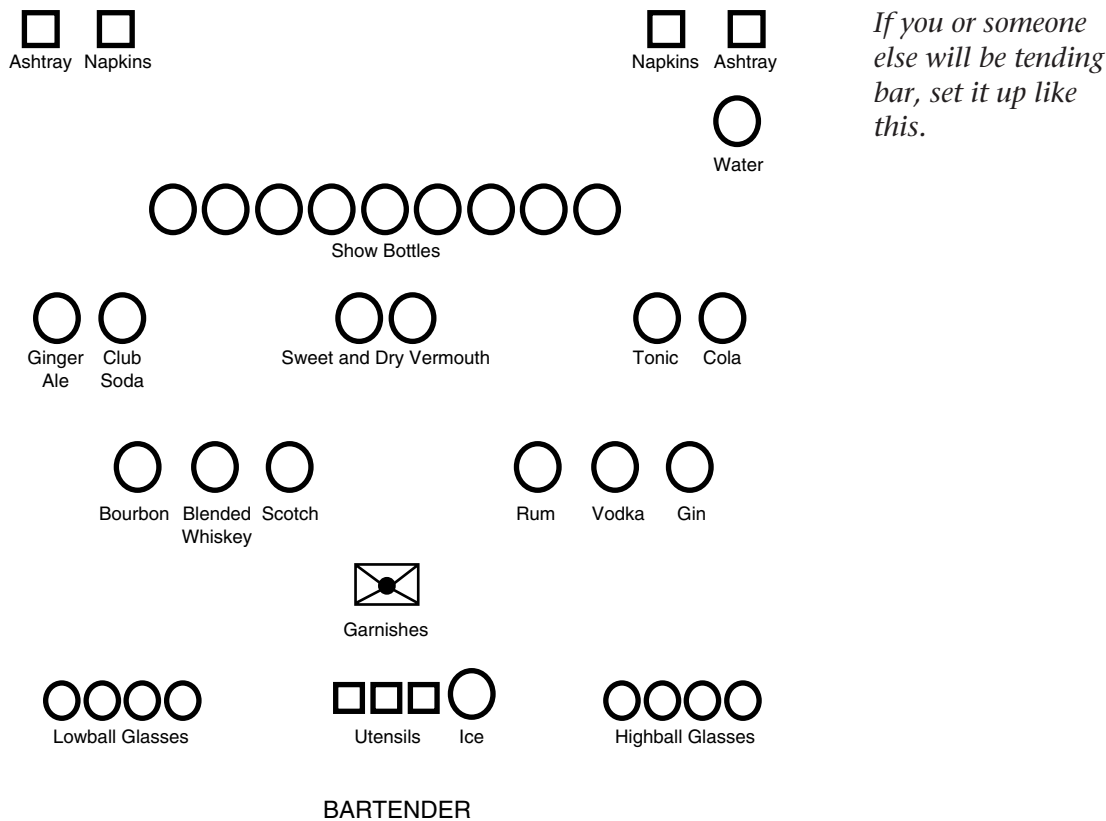 Ashtray Napkins
Napkins Ashtray
If you or someone
else will be tending
bar, set it up like
this.
Water
Show Bottles
Ginger
Ale
Club
Soda
Sweet and Dry Vermouth
Tonic
Cola
Bourbon
Blended
Whiskey
Scotch
Rum
Vodka
Gin
Garnishes
Lowball Glasses
Utensils
Ice
Highball Glasses
BARTENDER